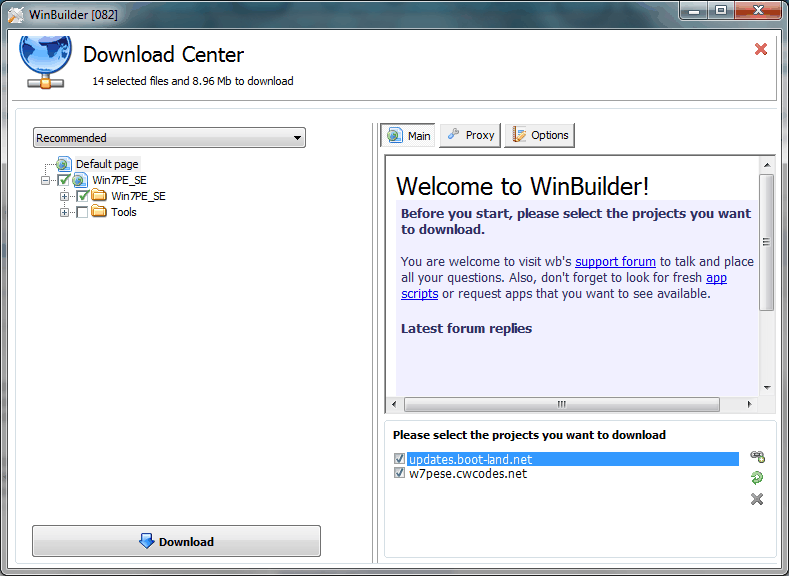 WinBuilder [082]
Download Center
14 selected files and 8.96 Mb to download
Recommended
Default page
Win7PE_SE
Win7PE_SE
Tools
Download
Main
Proxy
Options
Welcome to WinBuilder!
Before you start, please select the projects you want
to download.
You are welcome to visit wb's support forum to talk and place
all your questions. Also, don't forget to look for fresh app
scripts or request apps that you want to see available.
Latest forum replies
Please select the projects you want to download
updates.boot-land.net
w7pese.cwcodes.net